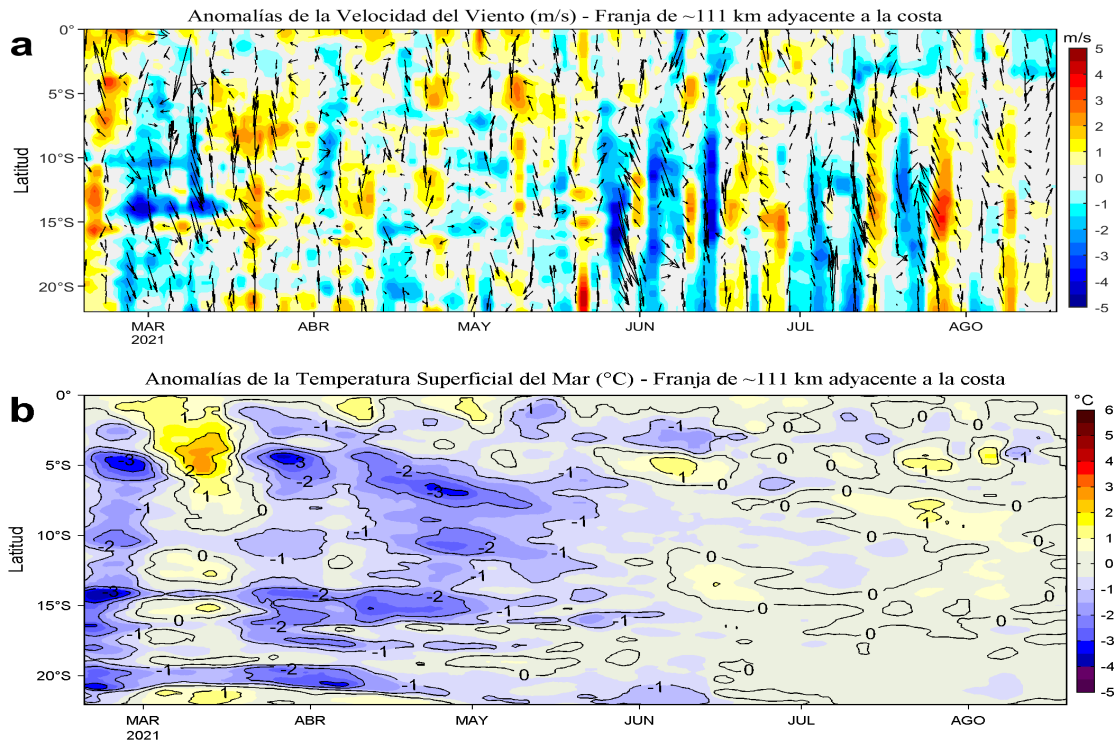 Anomalías de la Velocidad del Viento (m/s) - Franja de ~111 km adyacente a la costa
a
m/s
0°
5°S
10°S
15°S
20°S
Latitud
5
4
3
2
1
0
-1
-2
-3
-4
-5
MAR
2021
ABR
MAY
JUN
JUL
AGO
Anomalías de la Temperatura Superficial del Mar (°C) - Franja de ~111 km adyacente a la costa
b
°C
0°
5°S
10°S
15°S
20°S
Latitud
6
5
4
3
2
1
0
-1
-2
-3
-4
-5
MAR
2021
ABR
MAY
JUN
JUL
AGO